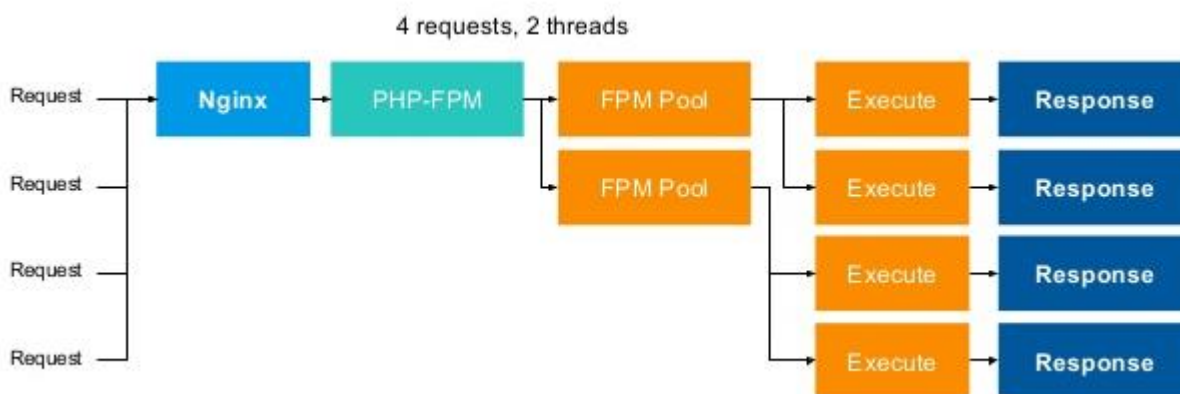 4 requests, 2 threads
Request Nginx PHP-FPM FPM Pool Execute Response
Request FPM Pool Execute Response
Request Execute Response
Request Execute Response